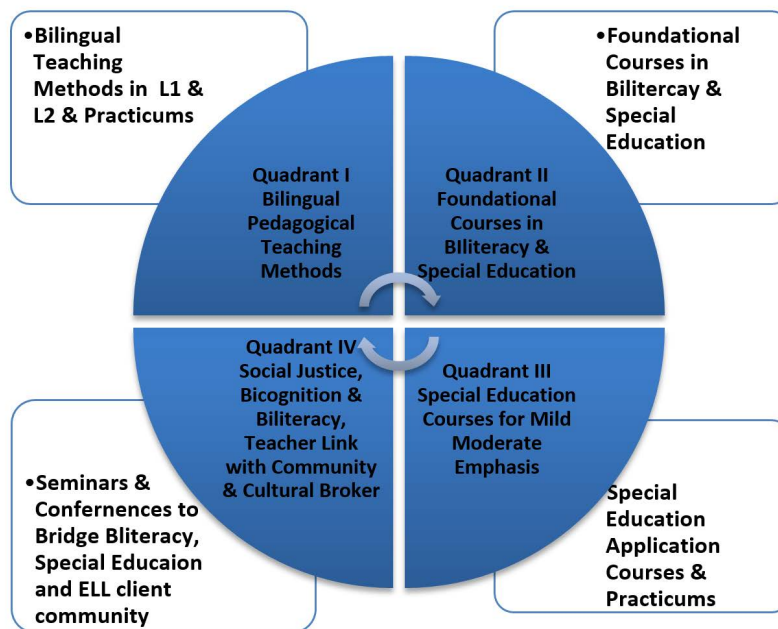 •Bilingual
Teaching
Methods in L1 &
L2 & Practicums
•Foundational
Courses in
Bilitercay &
Special
Education
Quadrant I
Bilingual
Pedagogical
Teaching
Methods
Quadrant II
Foundational
Courses in
BIliteracy &
Special Education
Quadrant IV
Social Justice,
Bicognition &
Biliteracy,
Teacher Link
with Community
& Cultural Broker
Quadrant III
Special Education
Courses for Mild
Moderate
Emphasis
•Seminars &
Confernences to
Bridge Bliteracy,
Special Educaion
and ELL client
community
Special
Education
Application
Courses &
Practicums